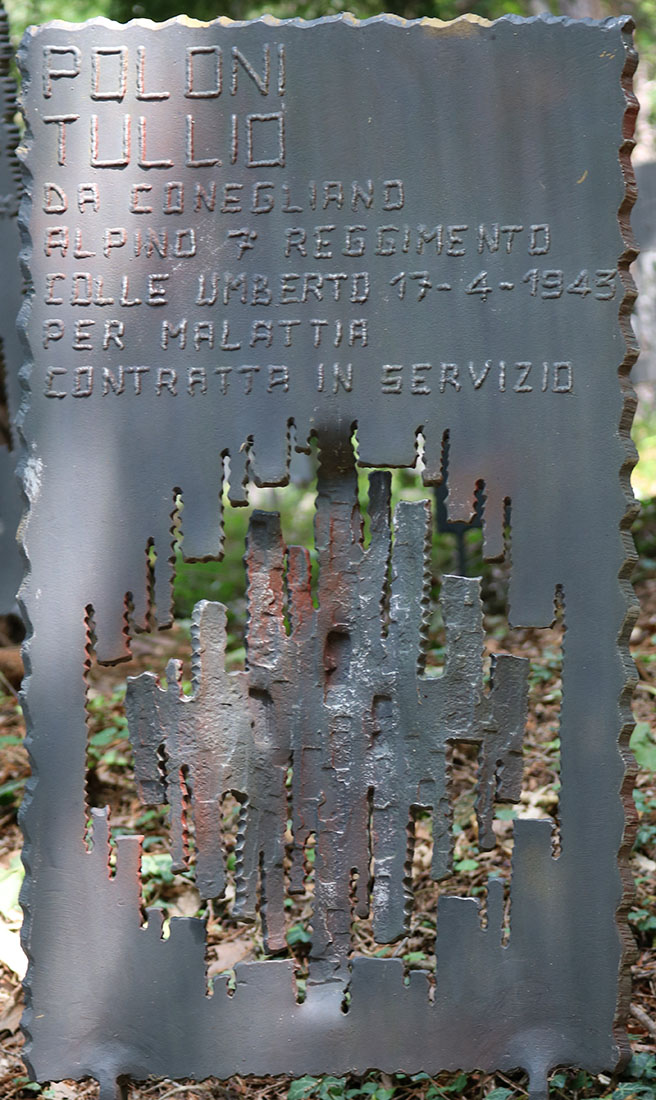 POLONI
TULLIO
DA CONEGLIANO
ALPINO 7 REGGIMENTO
COLLE UMBERTO 17-4-1943
PER MALATTIA
CONTRATTA IN SERVIZIO